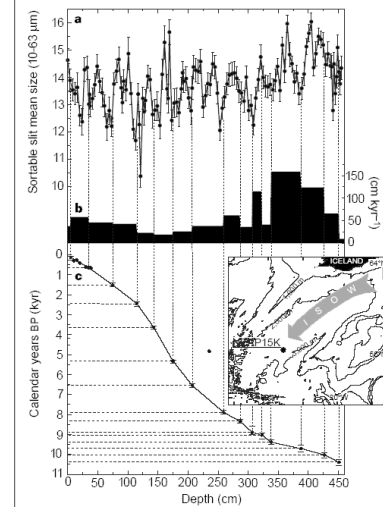 16
a
15
14
13
12
11
10
Sortable slit mean size (10-63 µm)
b
150
100
50
0
(cm kyr⁻¹)
0
1
2
3
4
5
6
7
8
9
10
11
Calendar years BP (kyr)
c
ICELAND
64°N
ISOW
P15K
0 50 100 150 200 250 300 350 400 450
Depth (cm)